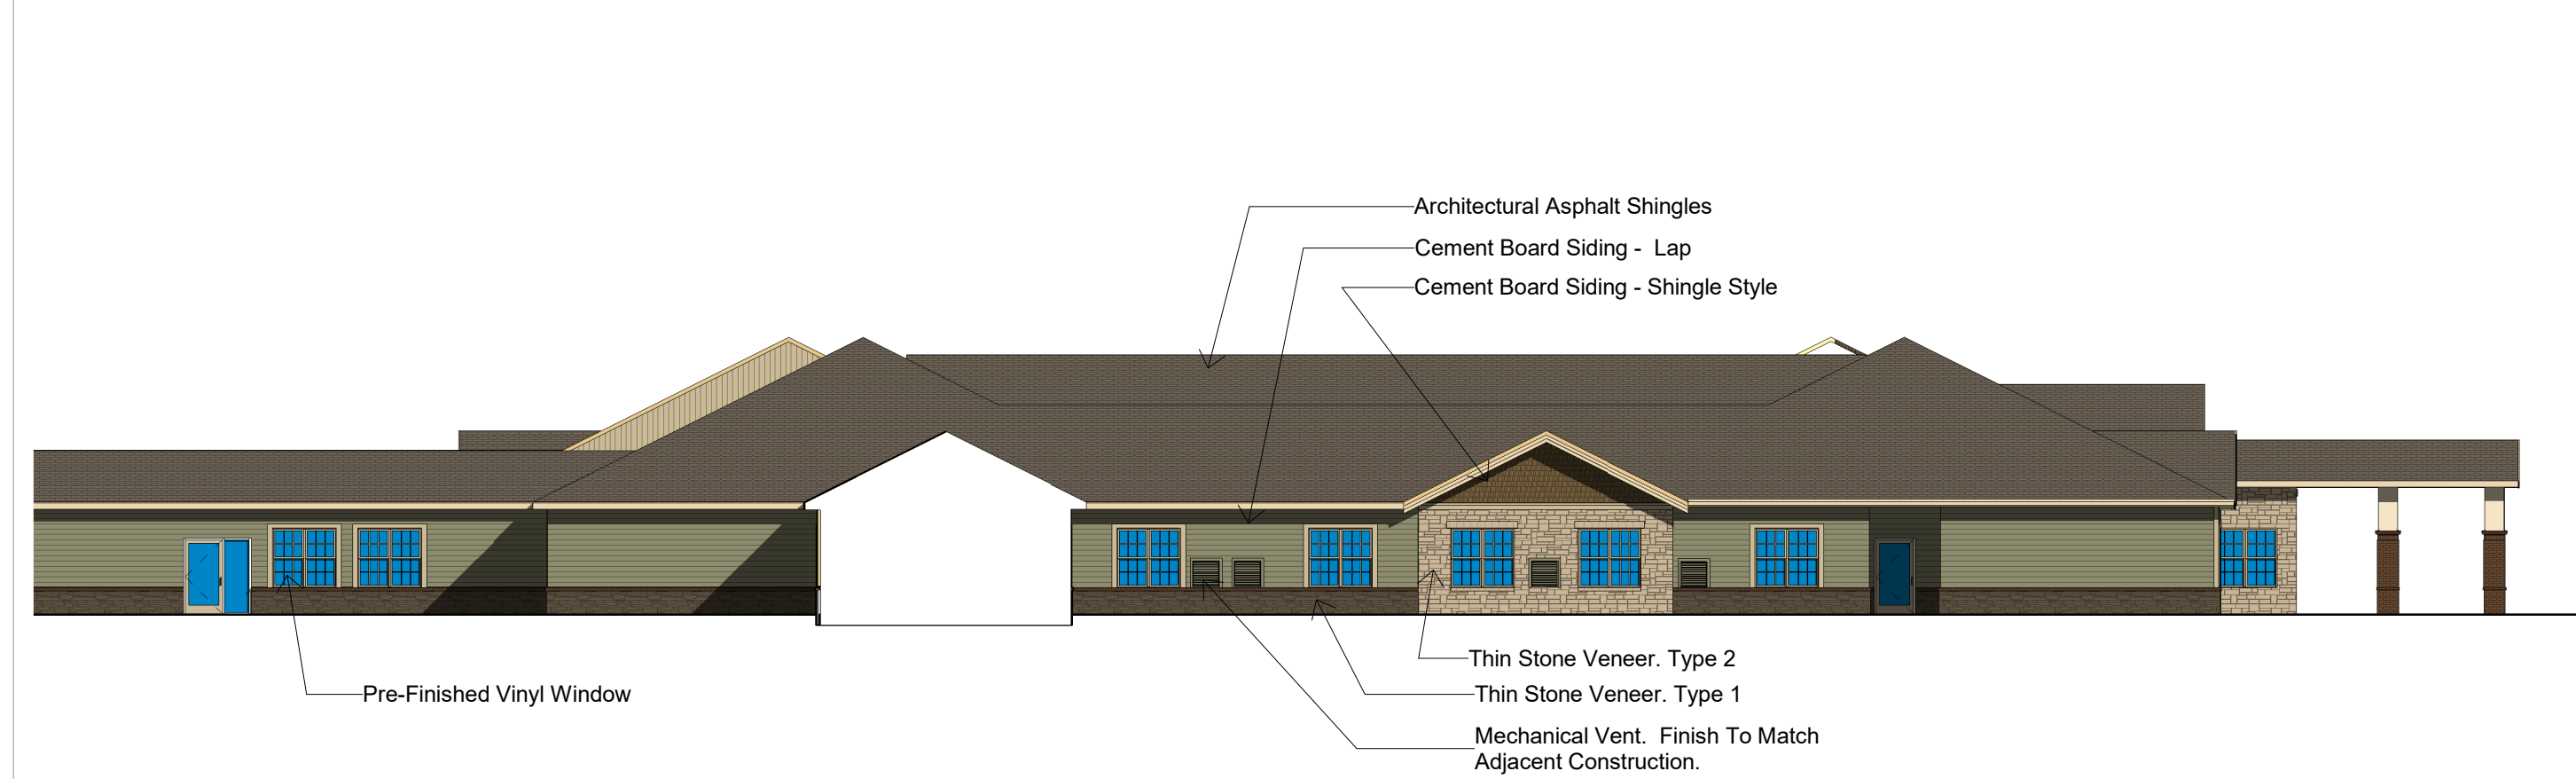 Architectural Asphalt Shingles
Cement Board Siding -  Lap
Cement Board Siding - Shingle Style
Thin Stone Veneer. Type 2
Pre-Finished Vinyl Window
Thin Stone Veneer. Type 1
Mechanical Vent.  Finish To Match
Adjacent Construction.